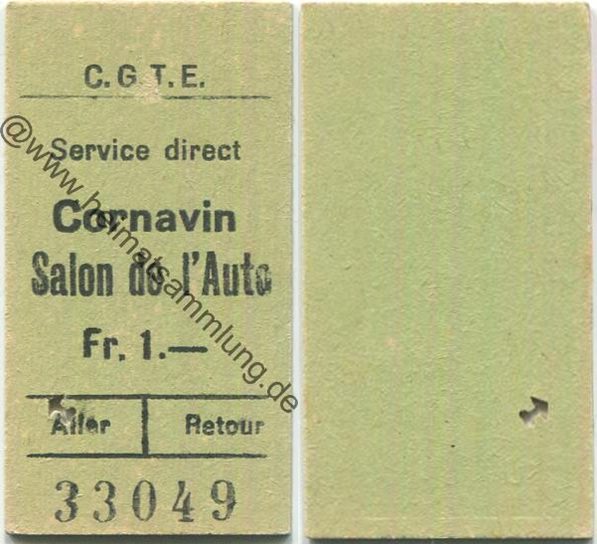 C. G. T. E.
Service direct
Cornavin
Salon de l'Auto
Fr. 1.—
Aller Retour
33049
@www.heimatsammlung.de